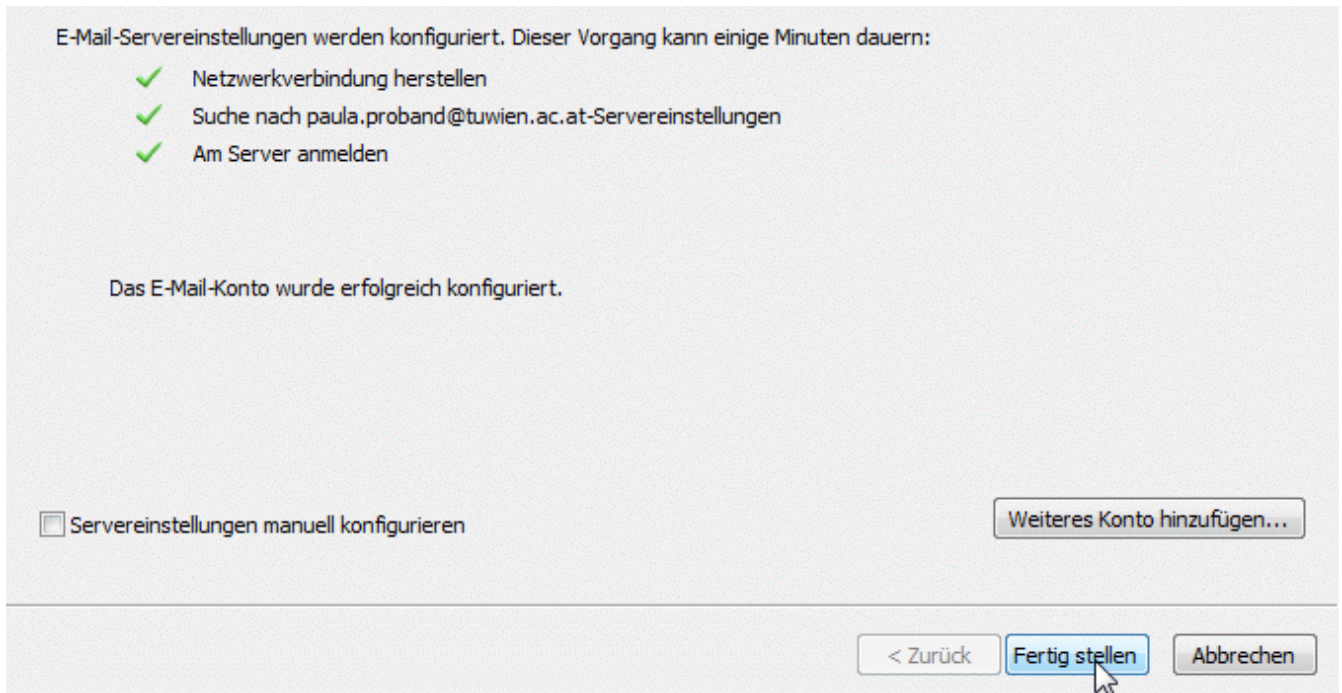 E-Mail-Servereinstellungen werden konfiguriert. Dieser Vorgang kann einige Minuten dauern:
Netzwerkverbindung herstellen
Suche nach paula.proband@tuwien.ac.at-Servereinstellungen
Am Server anmelden
Das E-Mail-Konto wurde erfolgreich konfiguriert.
Servereinstellungen manuell konfigurieren
Weiteres Konto hinzufügen...
< Zurück
Fertig stellen
Abbrechen